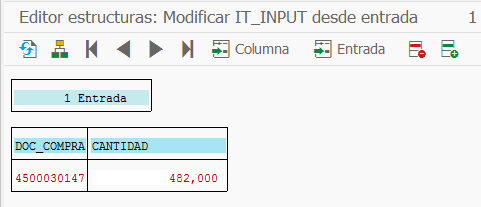 Editor estructuras: Modificar IT_INPUT desde entrada 1
Columna Entrada
1 Entrada
DOC_COMPRA CANTIDAD
4500030147 482,000